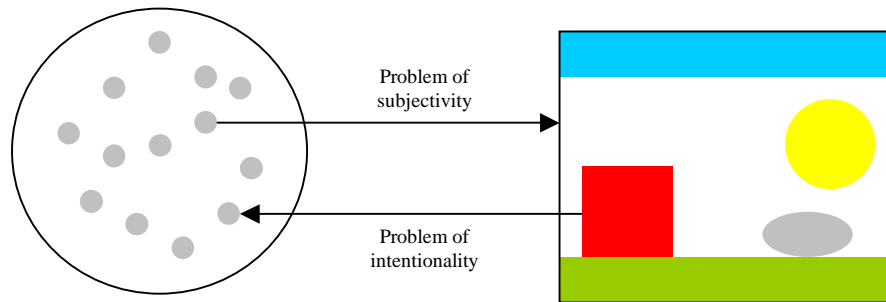 Problem of
subjectivity
Problem of
intentionality